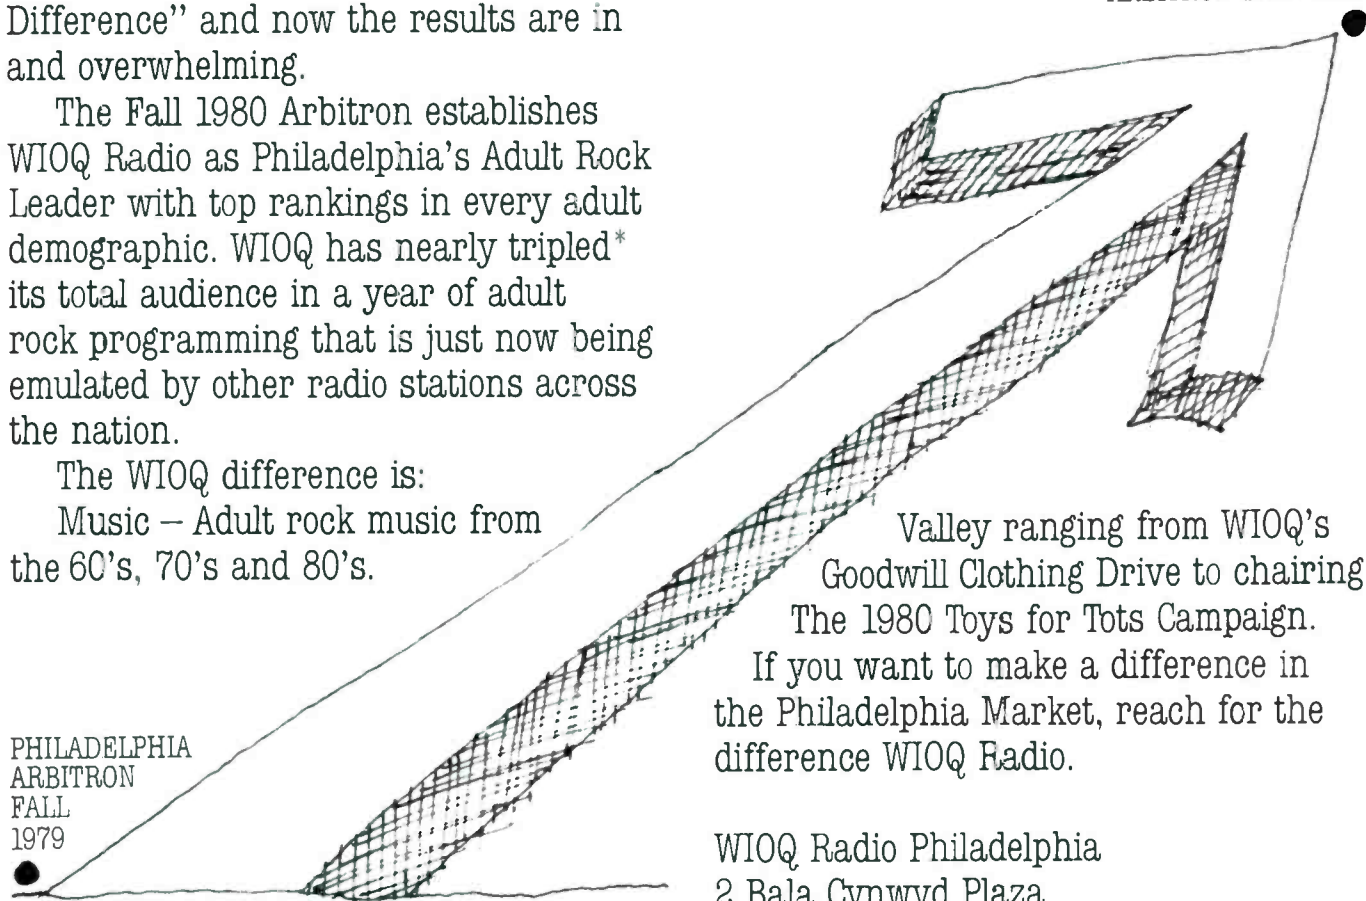 Difference” and now the results are in
and overwhelming.
The Fall 1980 Arbitron establishes
WIOQ Radio as Philadelphia's Adult Rock
Leader with top rankings in every adult
demographic. WIOQ has nearly tripled*
its total audience in a year of adult
rock programming that is just now being
emulated by other radio stations across
the nation.
The WIOQ difference is:
Music – Adult rock music from
the 60's, 70's and 80's.
PHILADELPHIA
ARBITRON
FALL
1979
Valley ranging from WIOQ's
Goodwill Clothing Drive to chairing
The 1980 Toys for Tots Campaign.
If you want to make a difference in
the Philadelphia Market, reach for the
difference WIOQ Radio.
WIOQ Radio Philadelphia
2 Bala Cynwyd Plaza